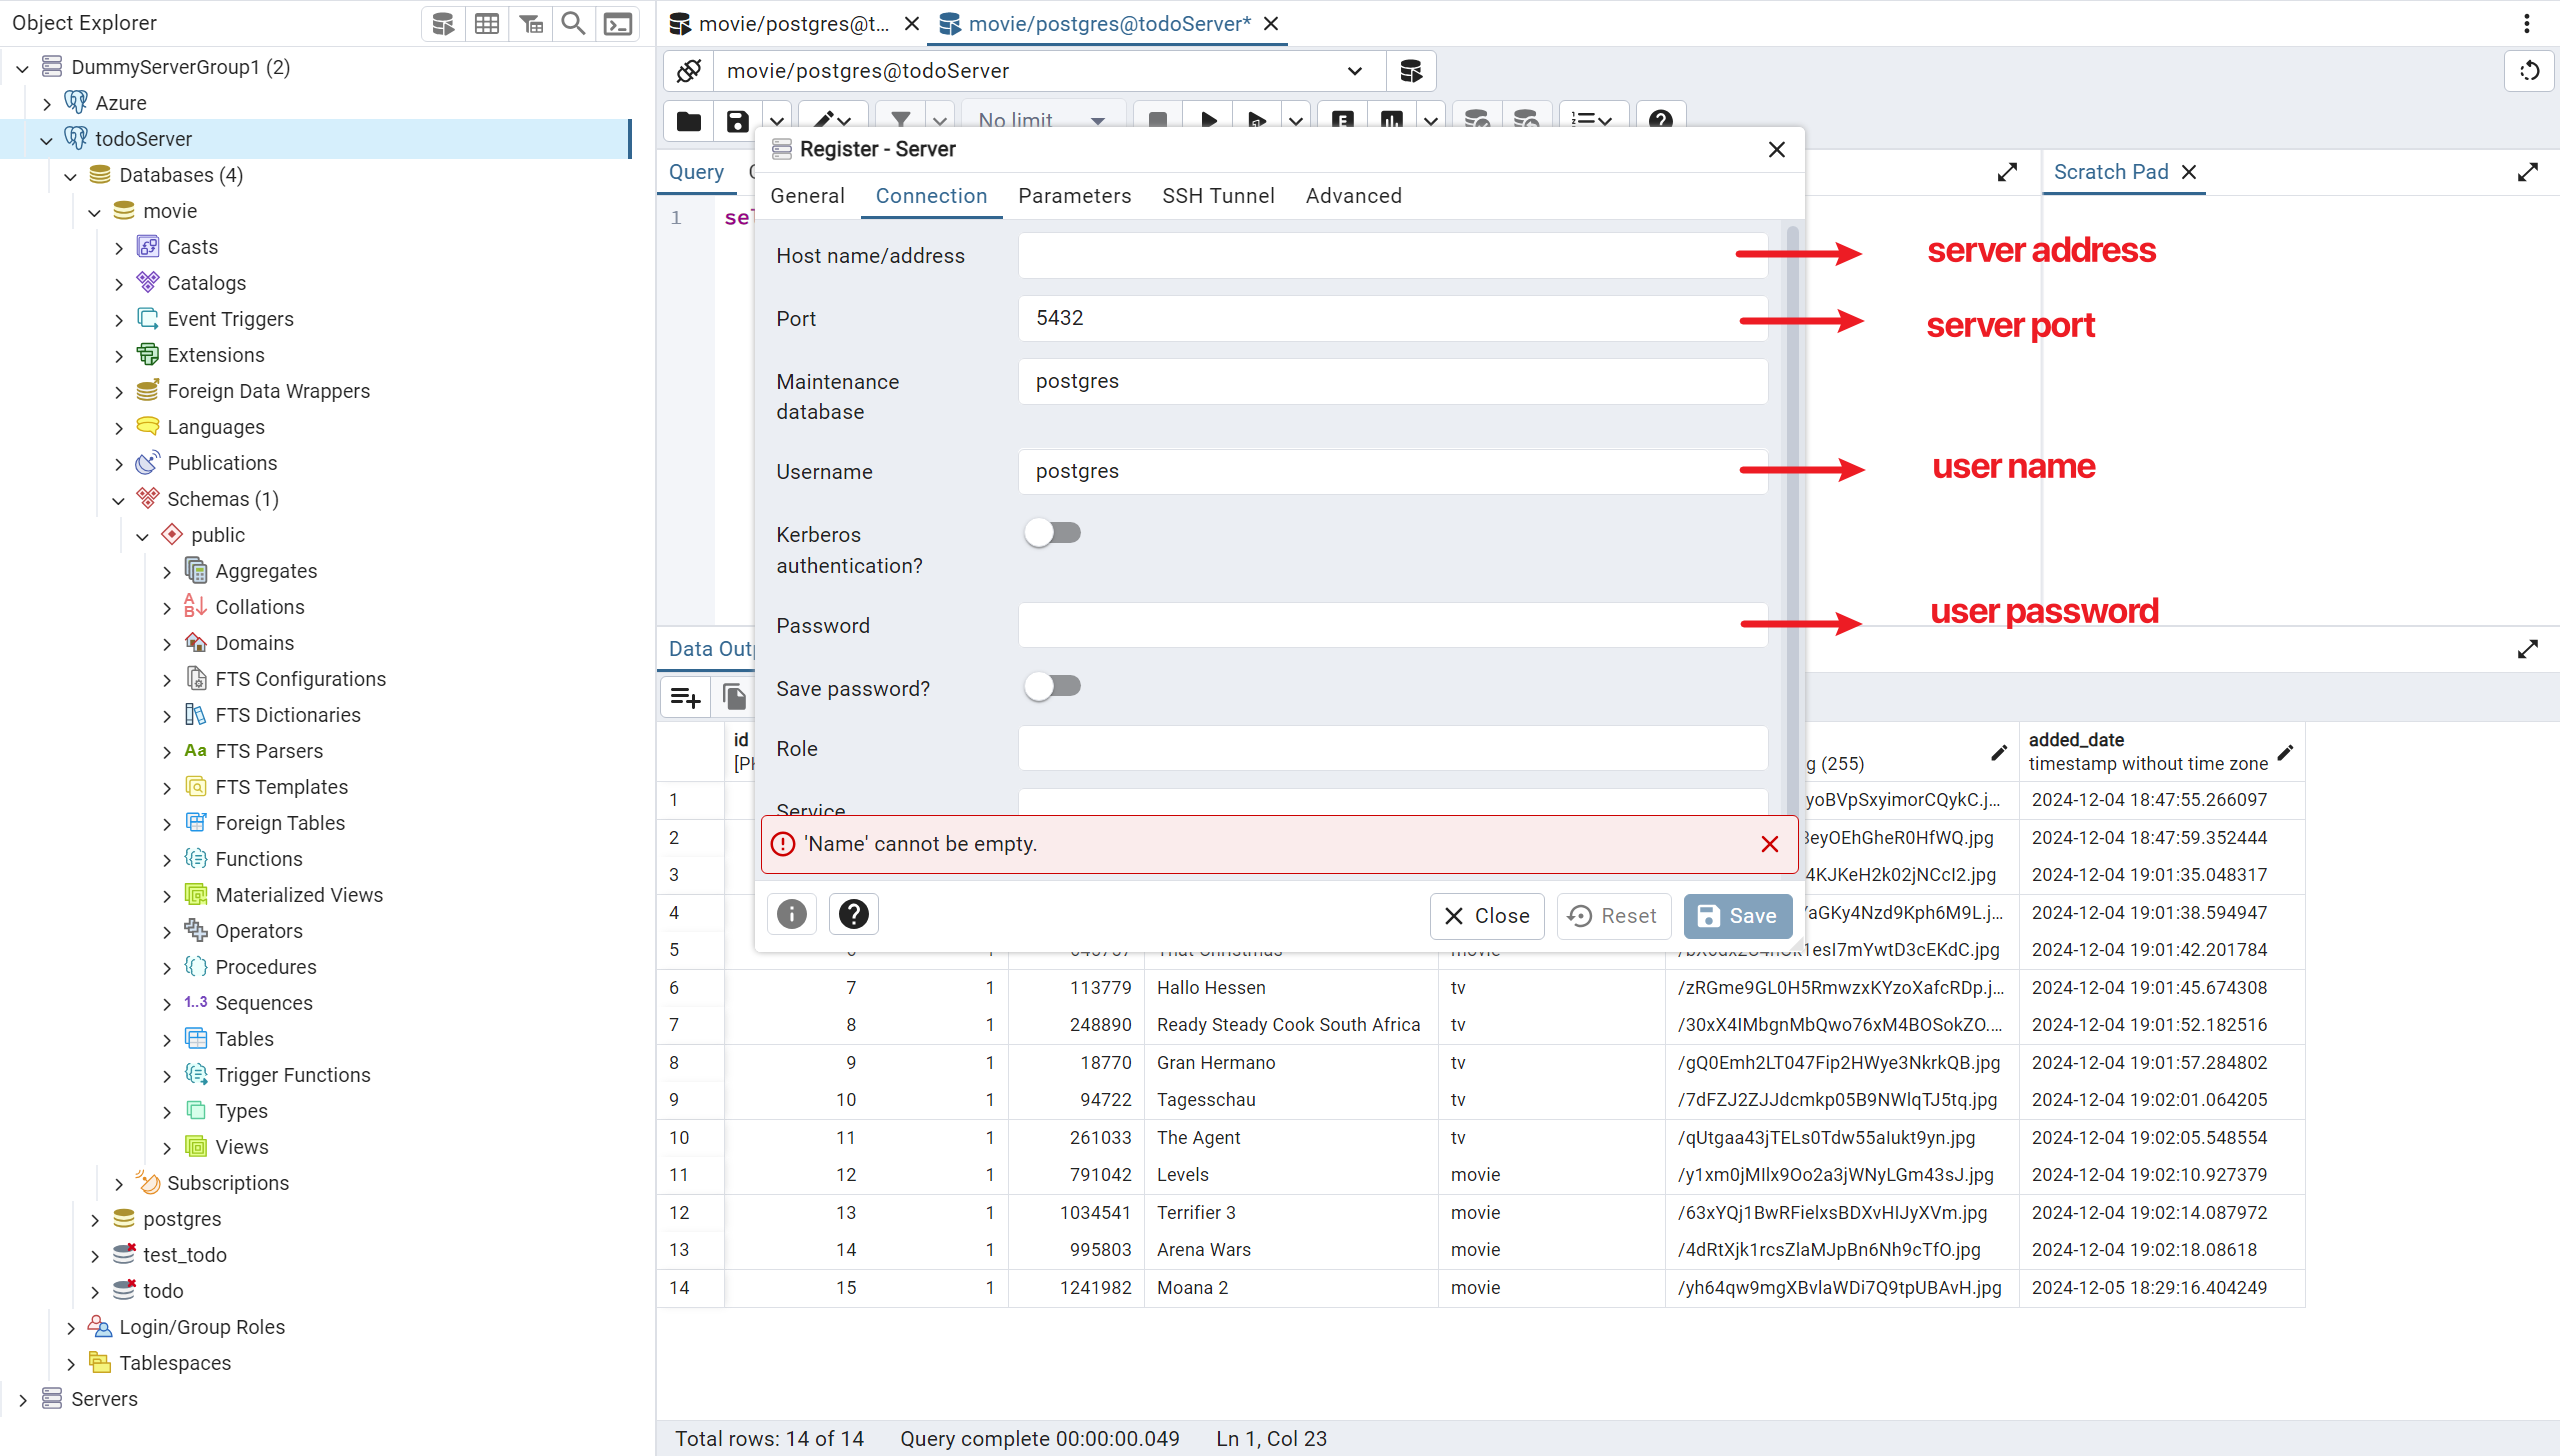 Object Explorer
DummyServerGroup1 (2)
Azure
todoServer
Databases (4)
movie
Casts
Catalogs
Event Triggers
Extensions
Foreign Data Wrappers
Languages
Publications
Schemas (1)
public
Aggregates
Collations
Domains
FTS Configurations
FTS Dictionaries
Aa FTS Parsers
FTS Templates
Foreign Tables
Functions
Materialized Views
Operators
Procedures
1..3 Sequences
Tables
Trigger Functions
Types
Views
Subscriptions
postgres
test_todo
todo
Login/Group Roles
Tablespaces
Servers
movie/postgres@t...
movie/postgres@todoServer*
movie/postgres@todoServer
No limit
Query
Scratch Pad
1
Register - Server
General Connection Parameters SSH Tunnel Advanced
Host name/address
server address
Port 5432
server port
Maintenance database postgres
Username postgres
user name
Kerberos authentication?
Password
user password
Save password?
Role
Service
'Name' cannot be empty.
Close Reset Save
Data Out
id
g (255)
added_date
timestamp without time zone
1 yoBVpSxyimorCQykC.j... 2024-12-04 18:47:55.266097
2 eyOEhGheR0HfWQ.jpg 2024-12-04 18:47:59.352444
3 4KJKeH2k02jNCcI2.jpg 2024-12-04 19:01:35.048317
4 aGKy4Nzd9Kph6M9L.j... 2024-12-04 19:01:38.594947
5 1esI7mYwtD3cEKdC.jpg 2024-12-04 19:01:42.201784
6 7 1 113779 Hallo Hessen tv /zRGme9GL0H5RmwzxKYzoXafcRDp.j... 2024-12-04 19:01:45.674308
7 8 1 248890 Ready Steady Cook South Africa tv /30xX4IMbgnMbQwo76xM4BOSokZO.... 2024-12-04 19:01:52.182516
8 9 1 18770 Gran Hermano tv /gQ0Emh2LT047Fip2HWye3NkrkQB.jpg 2024-12-04 19:01:57.284802
9 10 1 94722 Tagesschau tv /7dFZJ2ZJJdcmkp05B9NWlqTJ5tq.jpg 2024-12-04 19:02:01.064205
10 11 1 261033 The Agent tv /qUtgaa43jTELs0Tdw55aIukt9yn.jpg 2024-12-04 19:02:05.548554
11 12 1 791042 Levels movie /y1xm0jMIlx9Oo2a3jWNyLGm43sJ.jpg 2024-12-04 19:02:10.927379
12 13 1 1034541 Terrifier 3 movie /63xYQj1BwRFielxsBDXvHIJyXVm.jpg 2024-12-04 19:02:14.087972
13 14 1 995803 Arena Wars movie /4dRtXjk1rcsZlaMJpBn6Nh9cTfO.jpg 2024-12-04 19:02:18.08618
14 15 1 1241982 Moana 2 movie /yh64qw9mgXBvlaWDi7Q9tpUBAvH.jpg 2024-12-05 18:29:16.404249
Total rows: 14 of 14 Query complete 00:00:00.049 Ln 1, Col 23